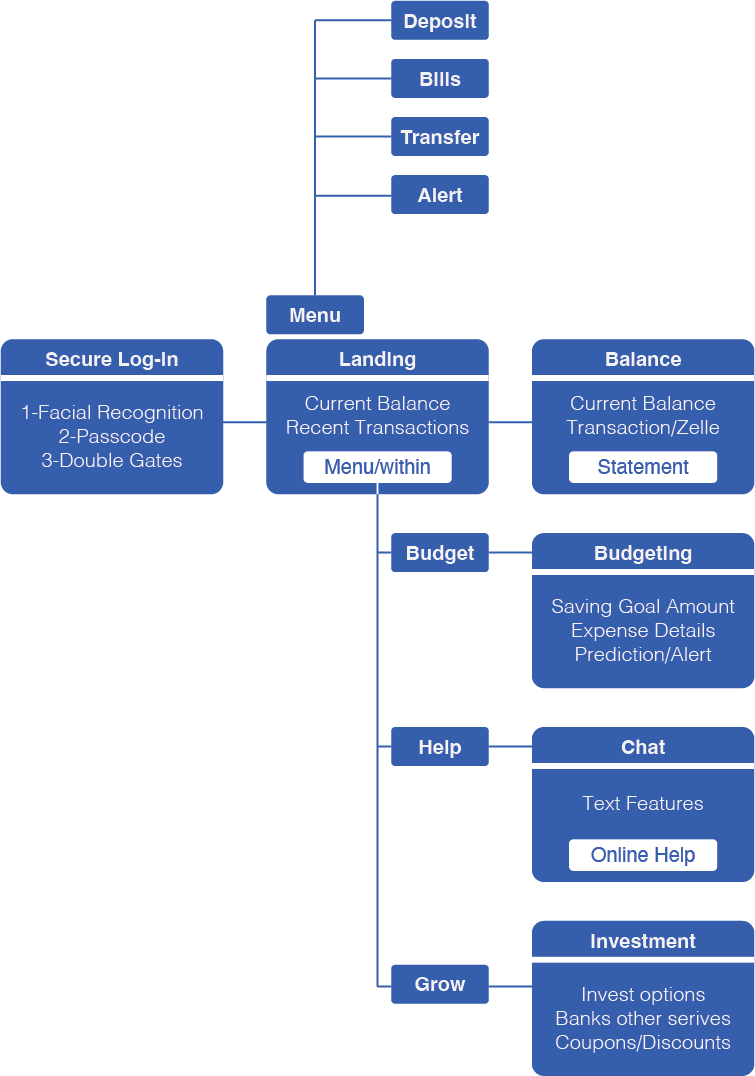 Deposit
Bills
Transfer
Alert
Menu
Secure Log-In
1-Facial Recognition
2-Passcode
3-Double Gates
Landing
Current Balance
Recent Transactions
Menu/within
Balance
Current Balance
Transaction/Zelle
Statement
Budget
Budgeting
Saving Goal Amount
Expense Details
Prediction/Alert
Help
Chat
Text Features
Online Help
Grow
Investment
Invest options
Banks other serives
Coupons/Discounts